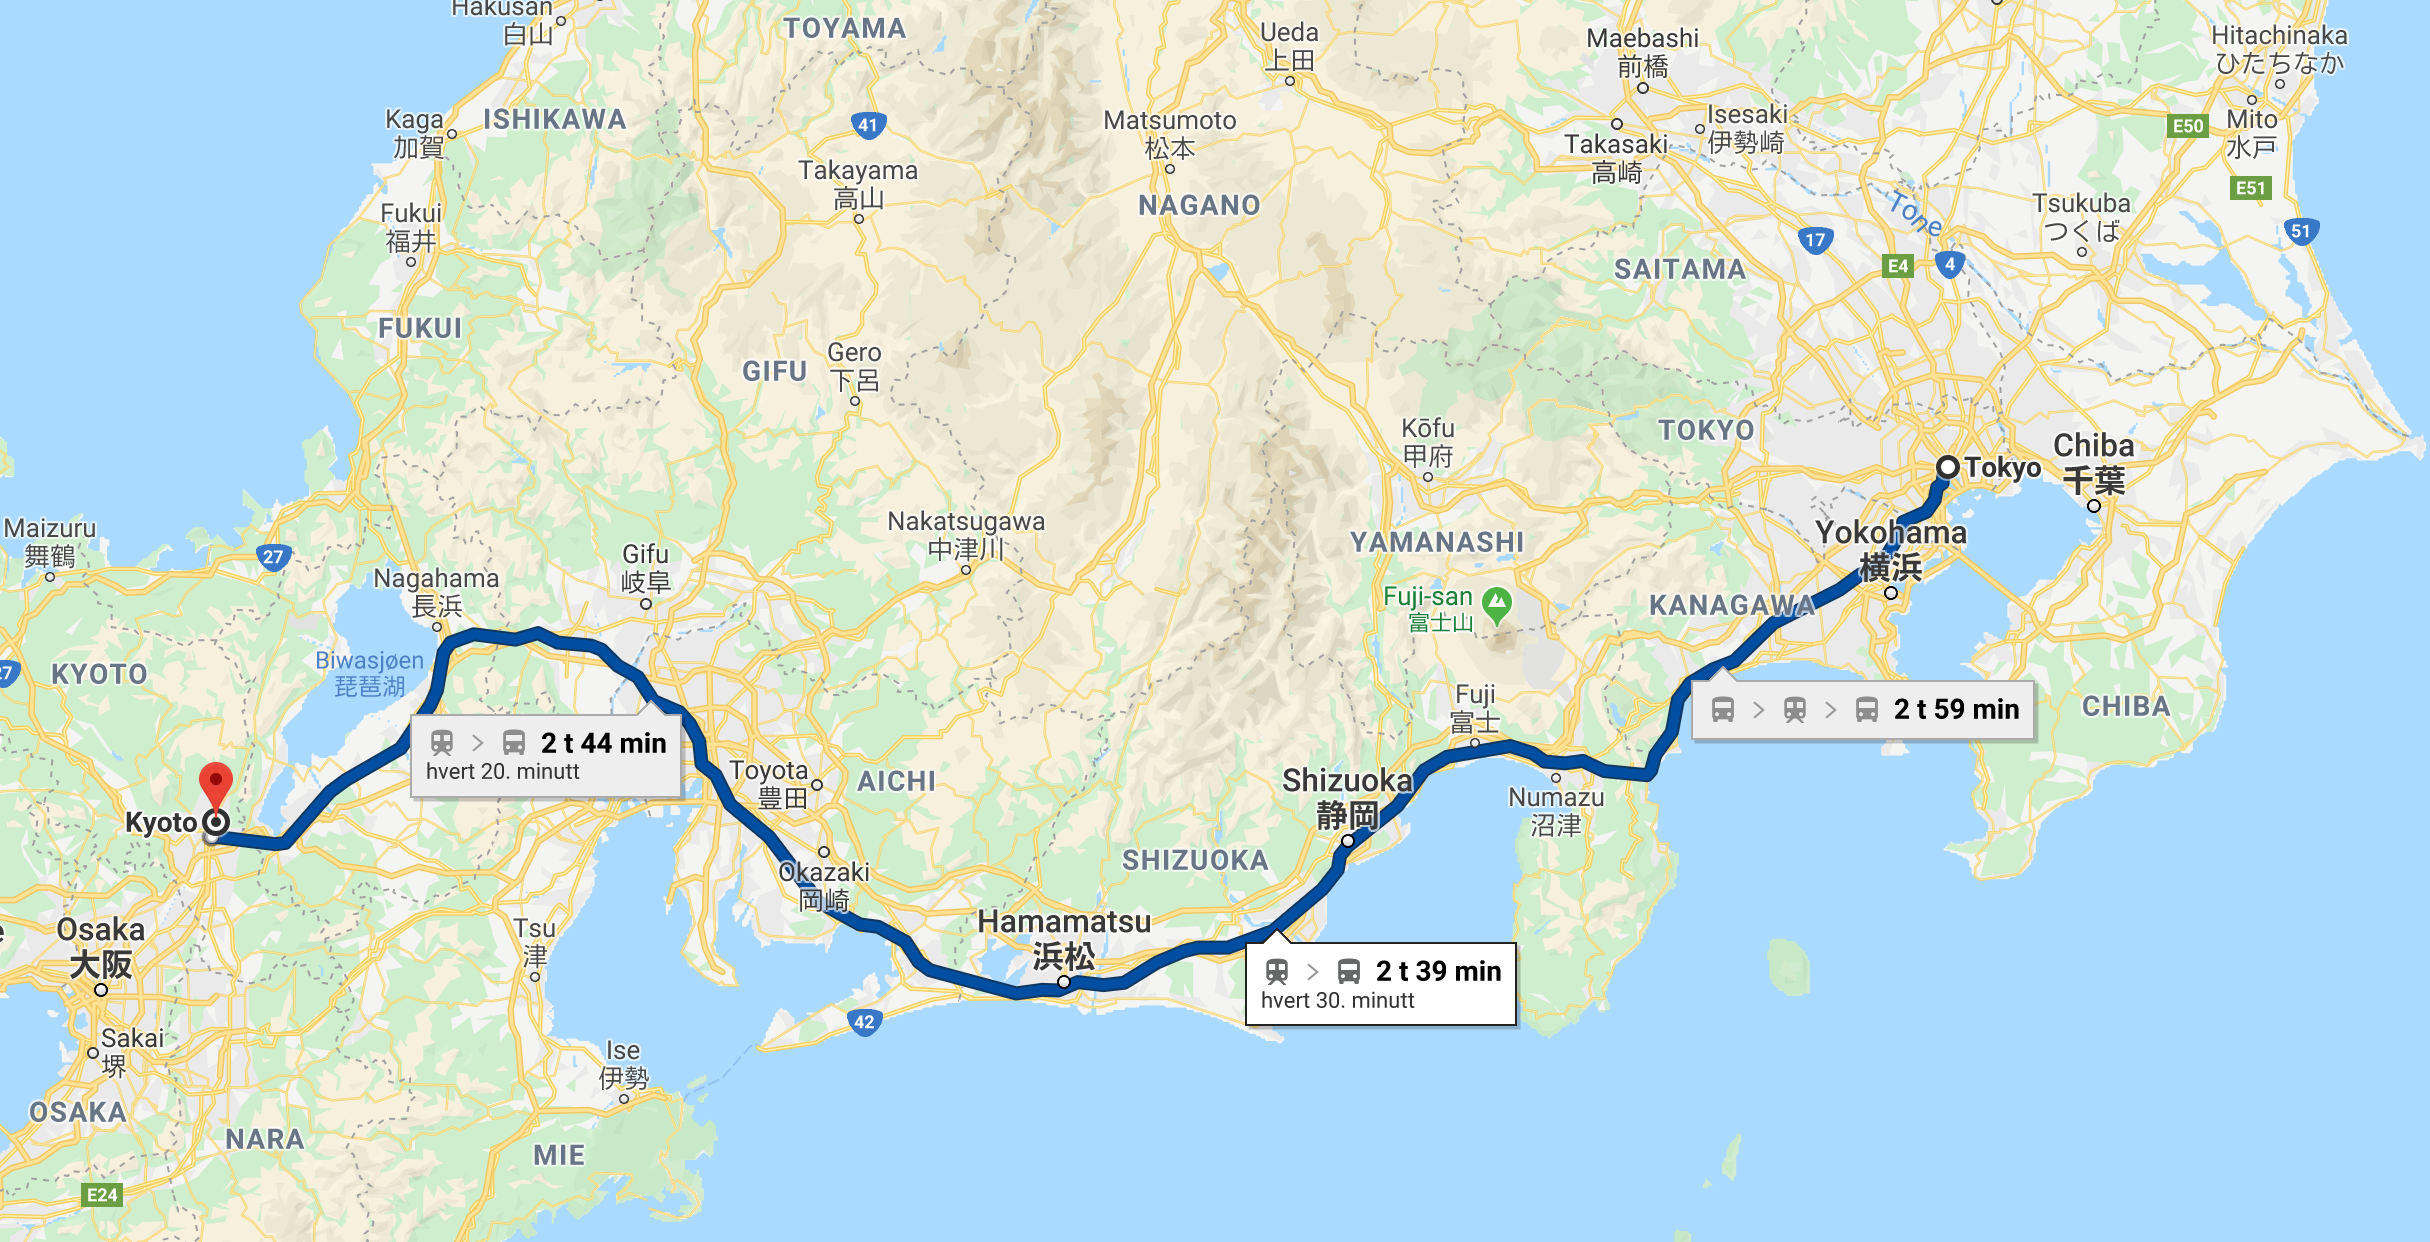 Hakusan
白山
TOYAMA
Ueda
上田
Maebashi
前橋
Hitachinaka
ひたちなか
Kaga
加賀
ISHIKAWA
41
Matsumoto
松本
Isesaki
伊勢崎
E50
Mito
水戸
Takasaki
高崎
Takayama
高山
E51
NAGANO
Fukui
福井
Tone
Tsukuba
つくば
17
51
SAITAMA
E4
4
FUKUI
GIFU
Gero
下呂
TOKYO
Kōfu
甲府
Chiba
千葉
Tokyo
Maizuru
舞鶴
27
Nakatsugawa
中津川
YAMANASHI
Yokohama
横浜
Gifu
岐阜
Nagahama
長浜
Fuji-san
富士山
KANAGAWA
27
KYOTO
Biwasjøen
琵琶湖
Fuji
富士
2 t 59 min
CHIBA
2 t 44 min
hvert 20. minutt
Toyota
豊田
AICHI
Shizuoka
静岡
Numazu
沼津
Kyoto
SHIZUOKA
Okazaki
岡崎
Osaka
大阪
Tsu
津
Hamamatsu
浜松
2 t 39 min
hvert 30. minutt
42
Sakai
堺
Ise
伊勢
OSAKA
NARA
MIE
E24